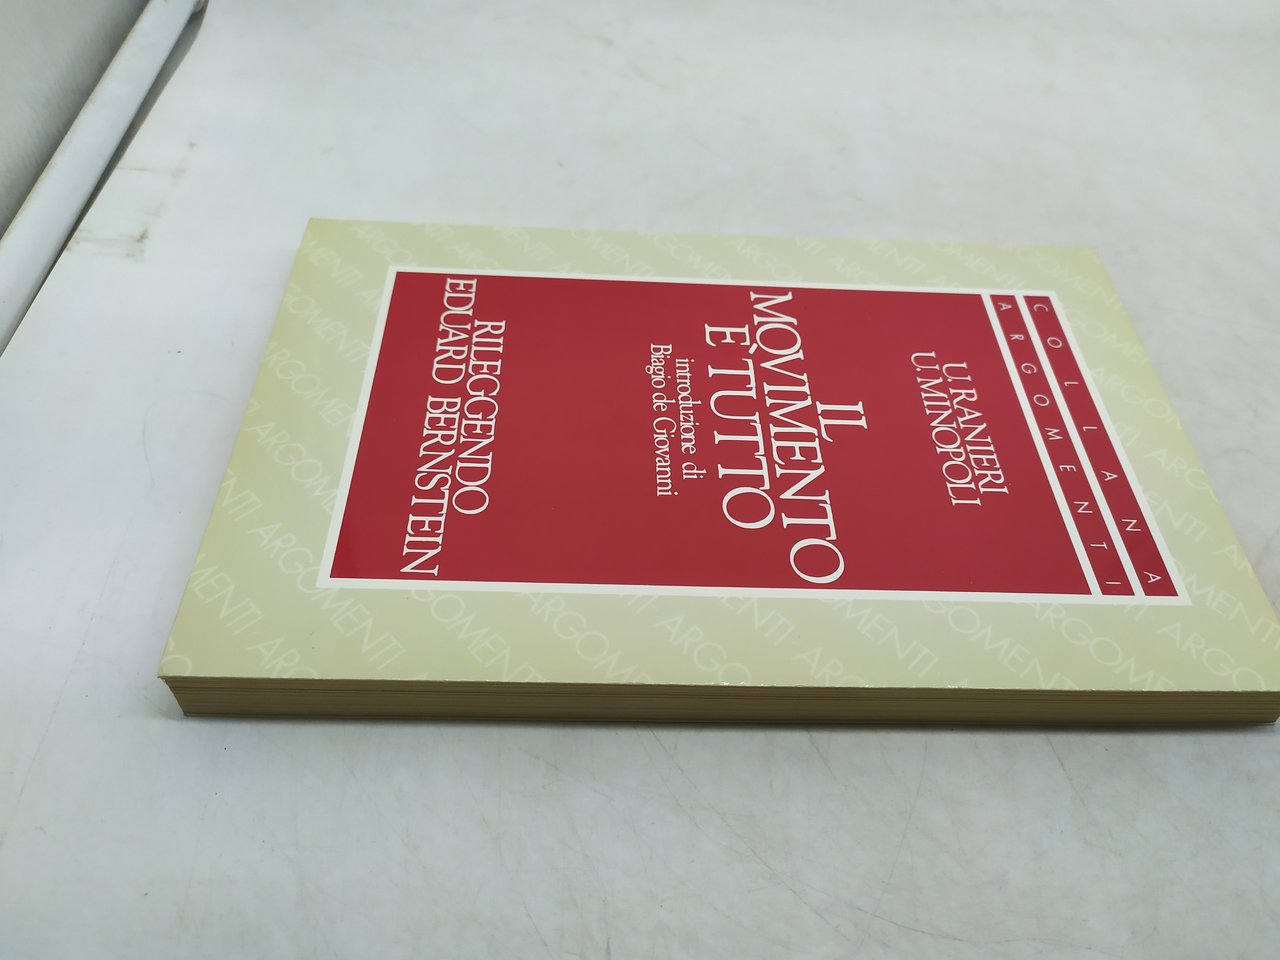 COLLANA
ARGOMENTI
U. RANIERI
U. MINOPOLI
IL
MOVIMENTO
È TUTTO
introduzione di
Biagio de Giovanni
RILEGGENDO
EDUARD BERNSTEIN